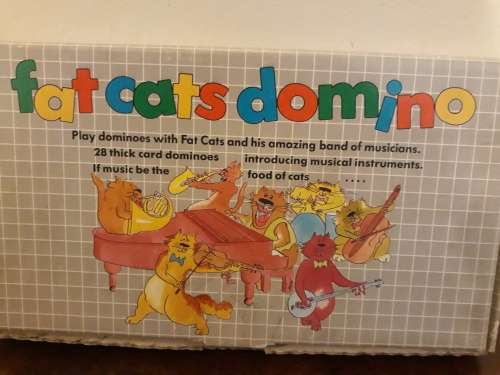 fat cats domino
Play dominoes with Fat Cats and his amazing band of musicians.
28 thick card dominoes introducing musical instruments.
If music be the food of cats . . . . . . . .